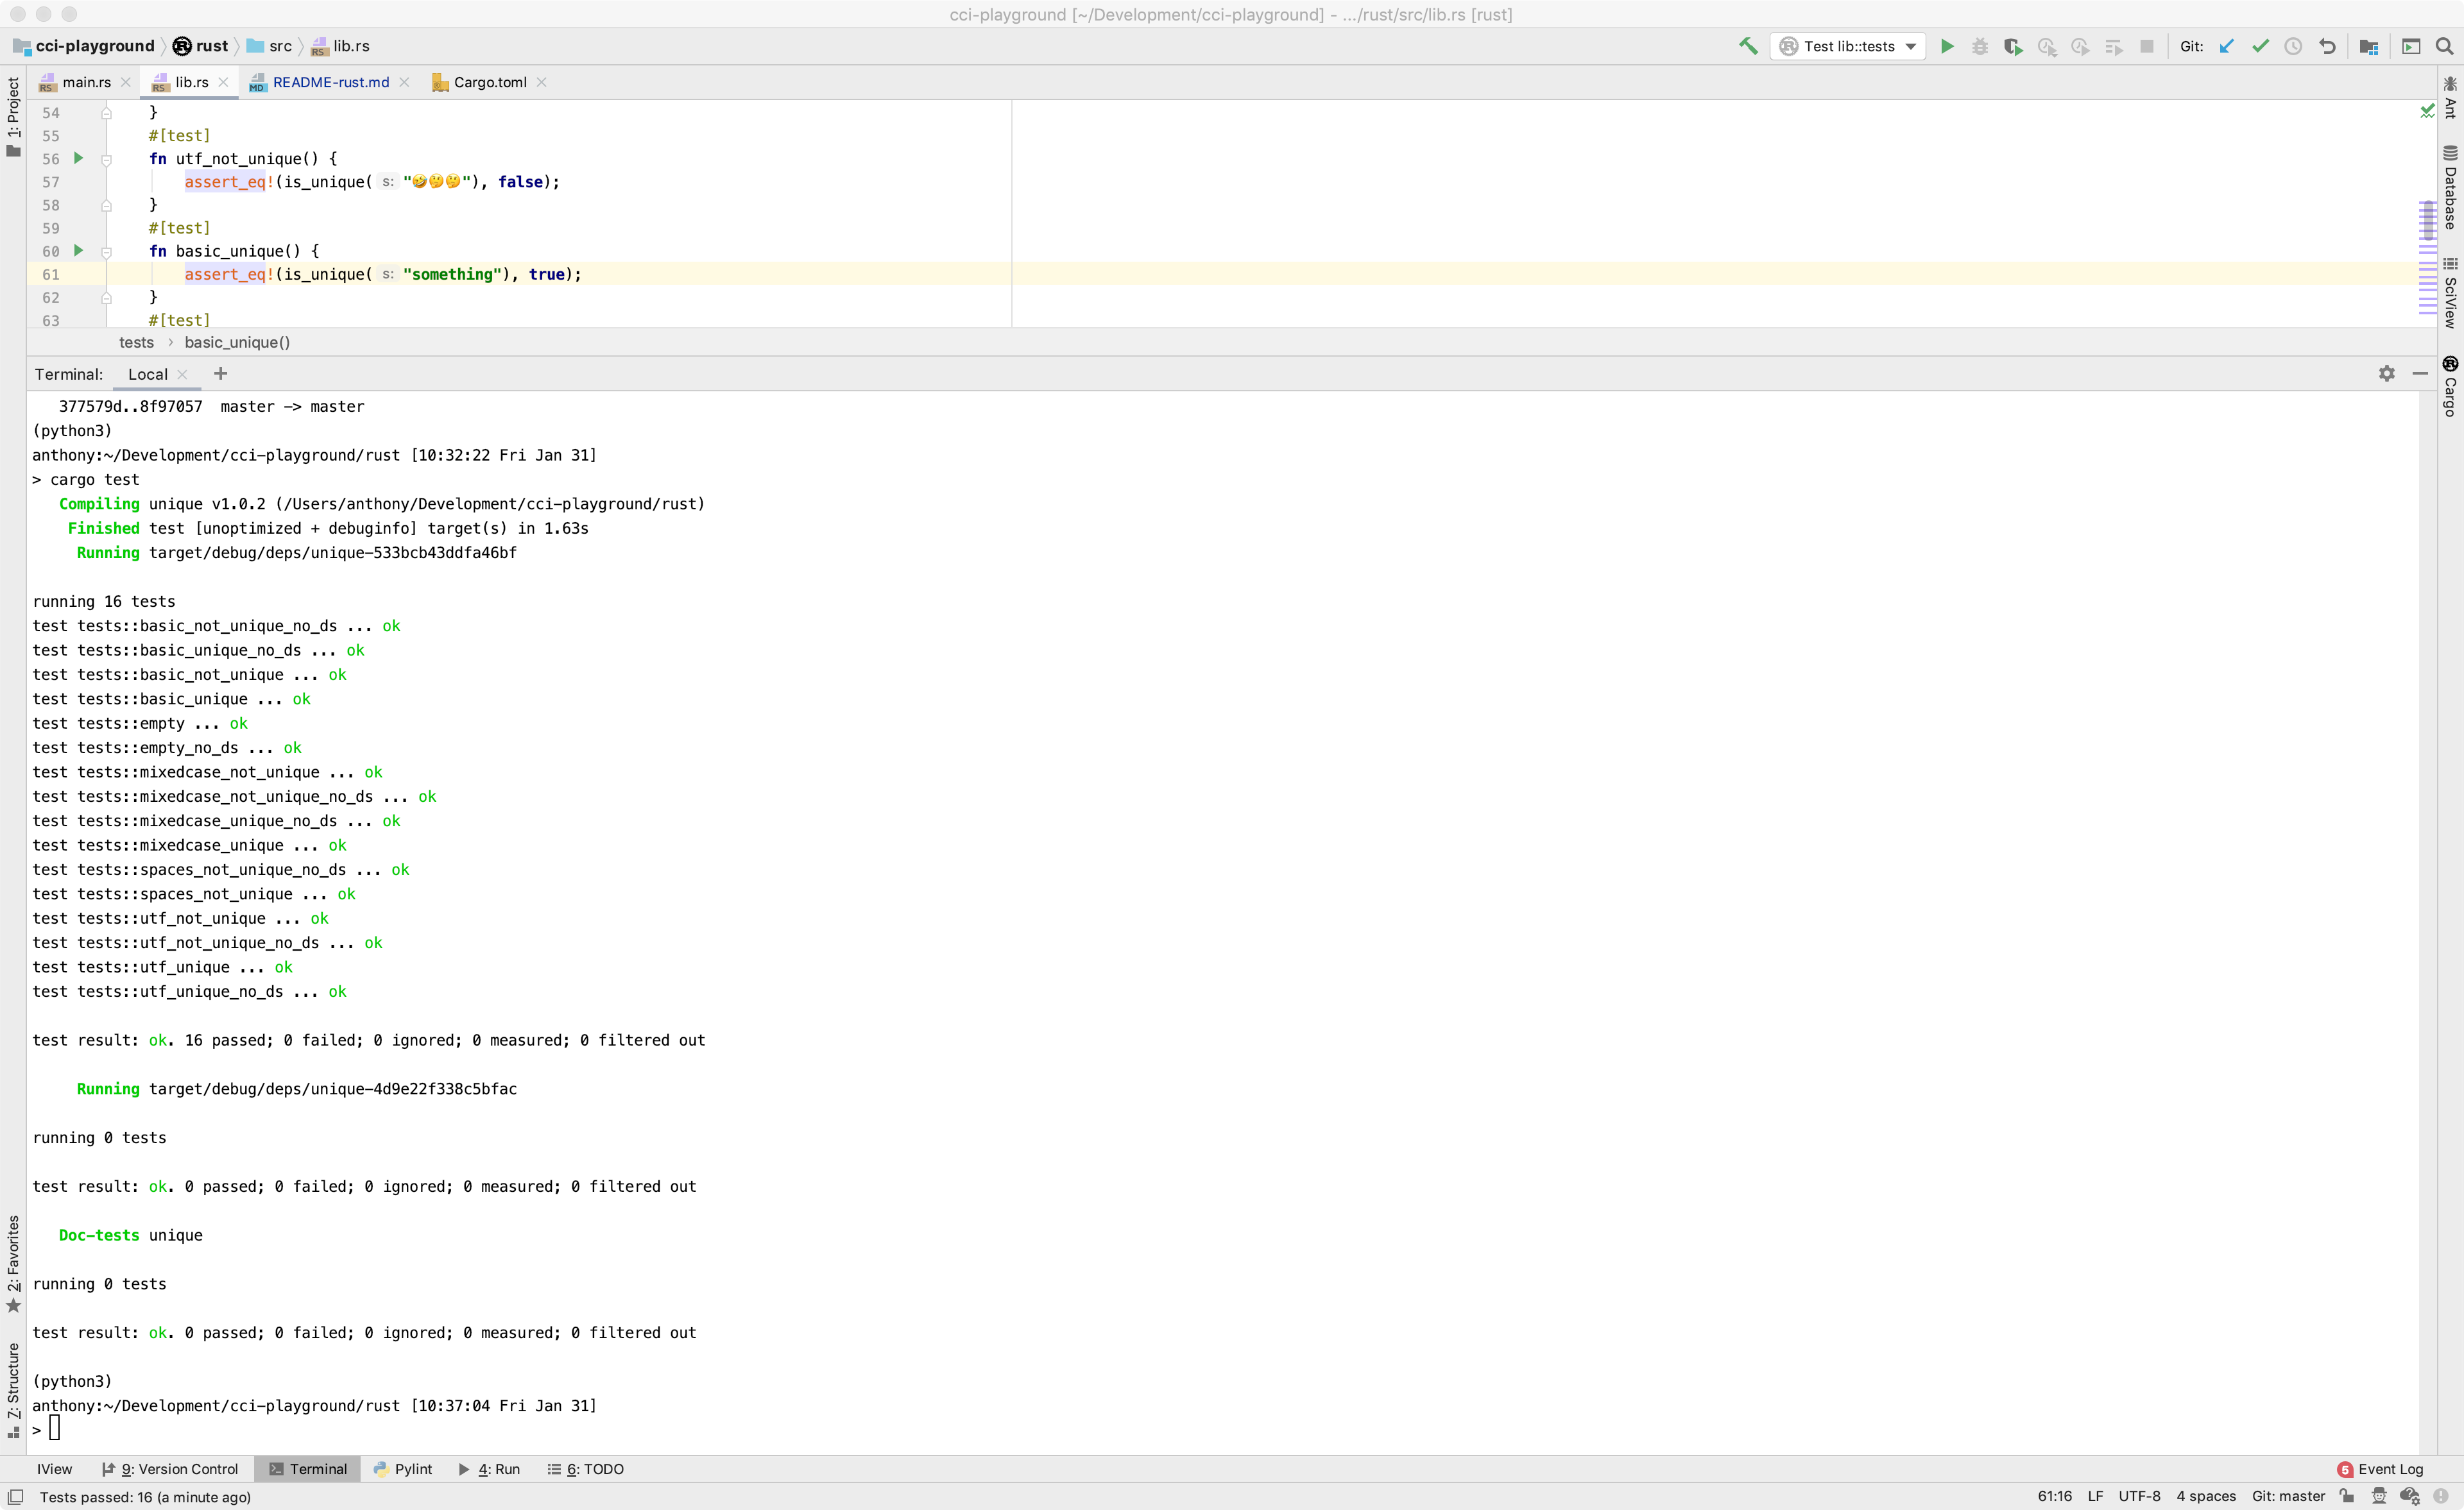 cci-playground [~/Development/cci-playground] - .../rust/src/lib.rs [rust]
cci-playground rust src lib.rs Test lib::tests Git:
main.rs lib.rs README-rust.md Cargo.toml
1: Project
54 }
55 #[test]
56 fn utf_not_unique() {
57 assert_eq!(is_unique( s: "🤣🤔🤔"), false);
58 }
59 #[test]
60 fn basic_unique() {
61 assert_eq!(is_unique( s: "something"), true);
62 }
63 #[test]
tests › basic_unique()
Ant
Database
SciView
Cargo
Terminal: Local +
377579d..8f97057  master -> master
(python3)
anthony:~/Development/cci-playground/rust [10:32:22 Fri Jan 31]
> cargo test
Compiling unique v1.0.2 (/Users/anthony/Development/cci-playground/rust)
Finished test [unoptimized + debuginfo] target(s) in 1.63s
Running target/debug/deps/unique-533bcb43ddfa46bf
running 16 tests
test tests::basic_not_unique_no_ds ... ok
test tests::basic_unique_no_ds ... ok
test tests::basic_not_unique ... ok
test tests::basic_unique ... ok
test tests::empty ... ok
test tests::empty_no_ds ... ok
test tests::mixedcase_not_unique ... ok
test tests::mixedcase_not_unique_no_ds ... ok
test tests::mixedcase_unique_no_ds ... ok
test tests::mixedcase_unique ... ok
test tests::spaces_not_unique_no_ds ... ok
test tests::spaces_not_unique ... ok
test tests::utf_not_unique ... ok
test tests::utf_not_unique_no_ds ... ok
test tests::utf_unique ... ok
test tests::utf_unique_no_ds ... ok
test result: ok. 16 passed; 0 failed; 0 ignored; 0 measured; 0 filtered out
Running target/debug/deps/unique-4d9e22f338c5bfac
running 0 tests
test result: ok. 0 passed; 0 failed; 0 ignored; 0 measured; 0 filtered out
Doc-tests unique
running 0 tests
test result: ok. 0 passed; 0 failed; 0 ignored; 0 measured; 0 filtered out
(python3)
anthony:~/Development/cci-playground/rust [10:37:04 Fri Jan 31]
>
2: Favorites
Z: Structure
IView 9: Version Control Terminal Pylint 4: Run 6: TODO 5 Event Log
Tests passed: 16 (a minute ago) 61:16 LF UTF-8 4 spaces Git: master